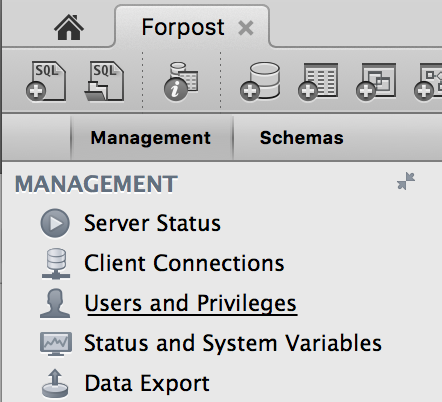 Forpost
SQL SQL
Management Schemas
MANAGEMENT
Server Status
Client Connections
Users and Privileges
Status and System Variables
Data Export